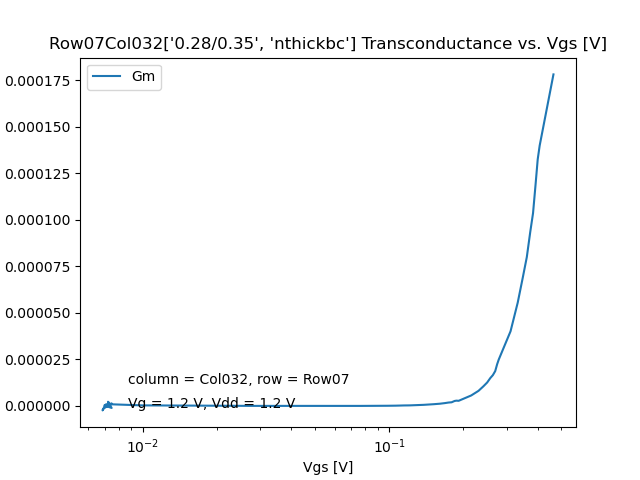 Row07Col032['0.28/0.35', 'nthickbc'] Transconductance vs. Vgs [V]
Gm
0.000175
0.000150
0.000125
0.000100
0.000075
0.000050
0.000025
0.000000
column = Col032, row = Row07
Vg = 1.2 V, Vdd = 1.2 V
10⁻² 10⁻¹
Vgs [V]